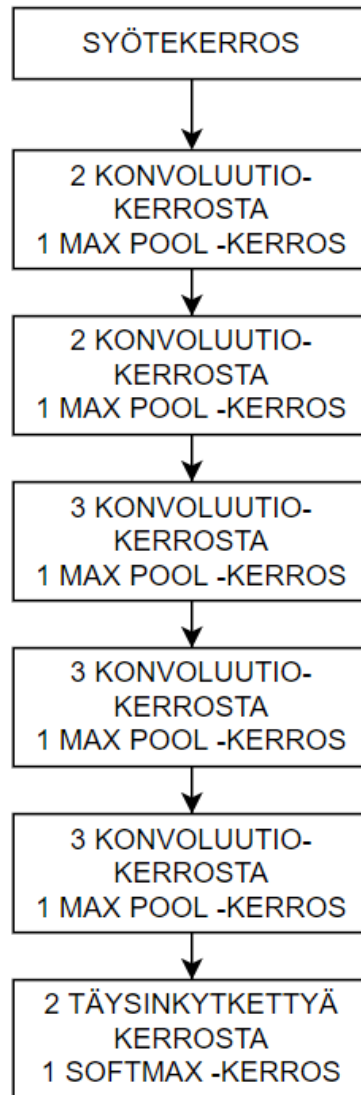 SYÖTEKERROS
2 KONVOLUUTIO-
KERROSTA
1 MAX POOL -KERROS
2 KONVOLUUTIO-
KERROSTA
1 MAX POOL -KERROS
3 KONVOLUUTIO-
KERROSTA
1 MAX POOL -KERROS
3 KONVOLUUTIO-
KERROSTA
1 MAX POOL -KERROS
3 KONVOLUUTIO-
KERROSTA
1 MAX POOL -KERROS
2 TÄYSINKYTKETTYÄ
KERROSTA
1 SOFTMAX -KERROS